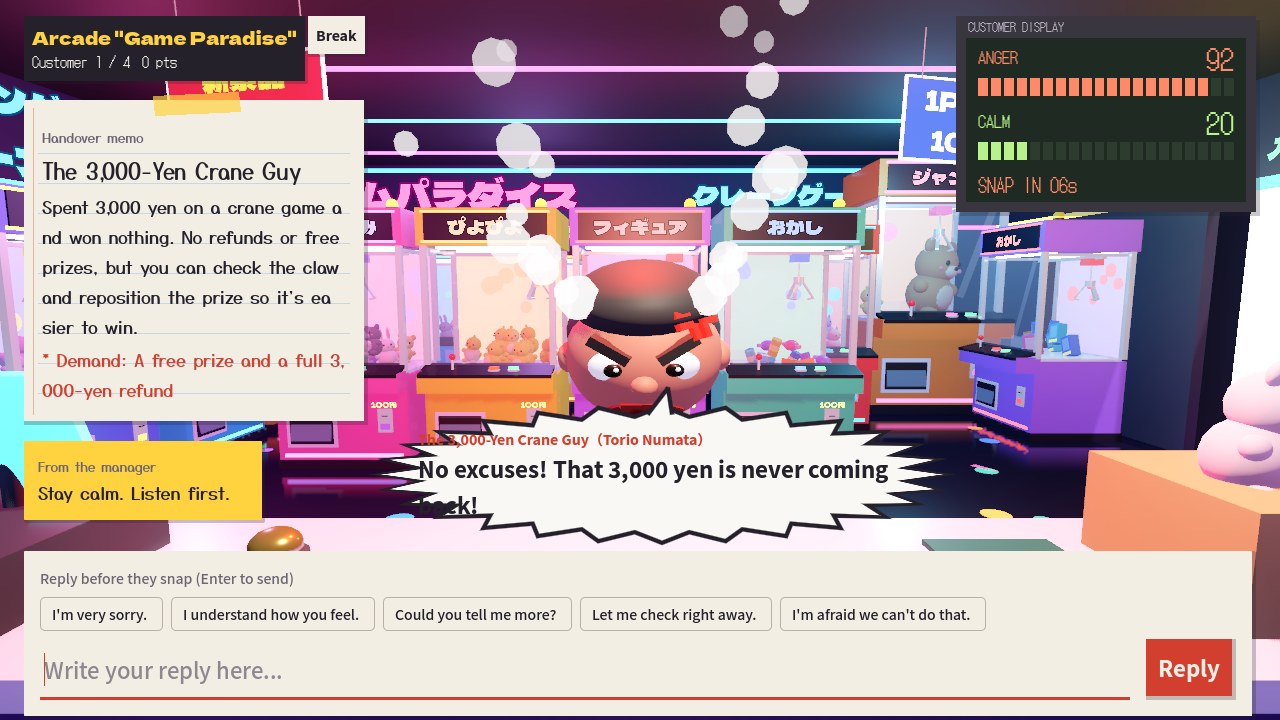 Arcade "Game Paradise"
Customer 1 / 4 0 pts
Break
Handover memo
The 3,000-Yen Crane Guy
Spent 3,000 yen on a crane game a
nd won nothing. No refunds or free
prizes, but you can check the claw
and reposition the prize so it's ea
sier to win.
* Demand: A free prize and a full 3,
000-yen refund
From the manager
Stay calm. Listen first.
CUSTOMER DISPLAY
ANGER 92
CALM 20
SNAP IN 06s
1P
ムパラダイス
クレーンゲー
ジャン
ぴよぴよ
フィギュア
おかし
おかし
100円
100円
100円
The 3,000-Yen Crane Guy (Torio Numata)
No excuses! That 3,000 yen is never coming
back!
Reply before they snap (Enter to send)
I'm very sorry.
I understand how you feel.
Could you tell me more?
Let me check right away.
I'm afraid we can't do that.
Write your reply here...
Reply